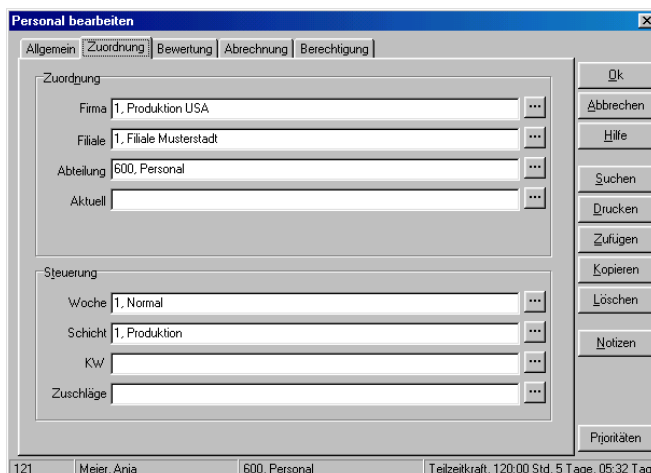 Personal bearbeiten
Allgemein Zuordnung Bewertung Abrechnung Berechtigung
Zuordnung
Firma 1, Produktion USA ...
Filiale 1, Filiale Musterstadt ...
Abteilung 600, Personal ...
Aktuell ...
Steuerung
Woche 1, Normal ...
Schicht 1, Produktion ...
KW ...
Zuschläge ...
Ok
Abbrechen
Hilfe
Suchen
Drucken
Zufügen
Kopieren
Löschen
Notizen
Prioritäten
121 Meier, Anja 600, Personal Teilzeitkraft, 120:00 Std, 5 Tage, 05:32 Tag